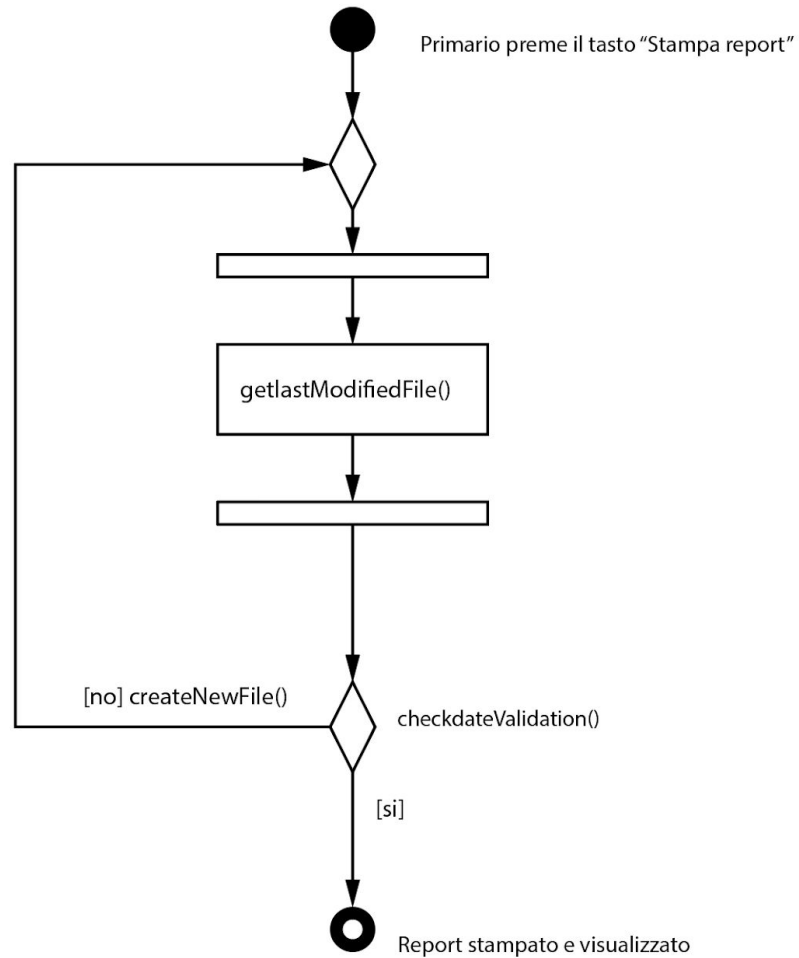 Primario preme il tasto “Stampa report”
getlastModifiedFile()
[no] createNewFile()
checkdateValidation()
[si]
Report stampato e visualizzato